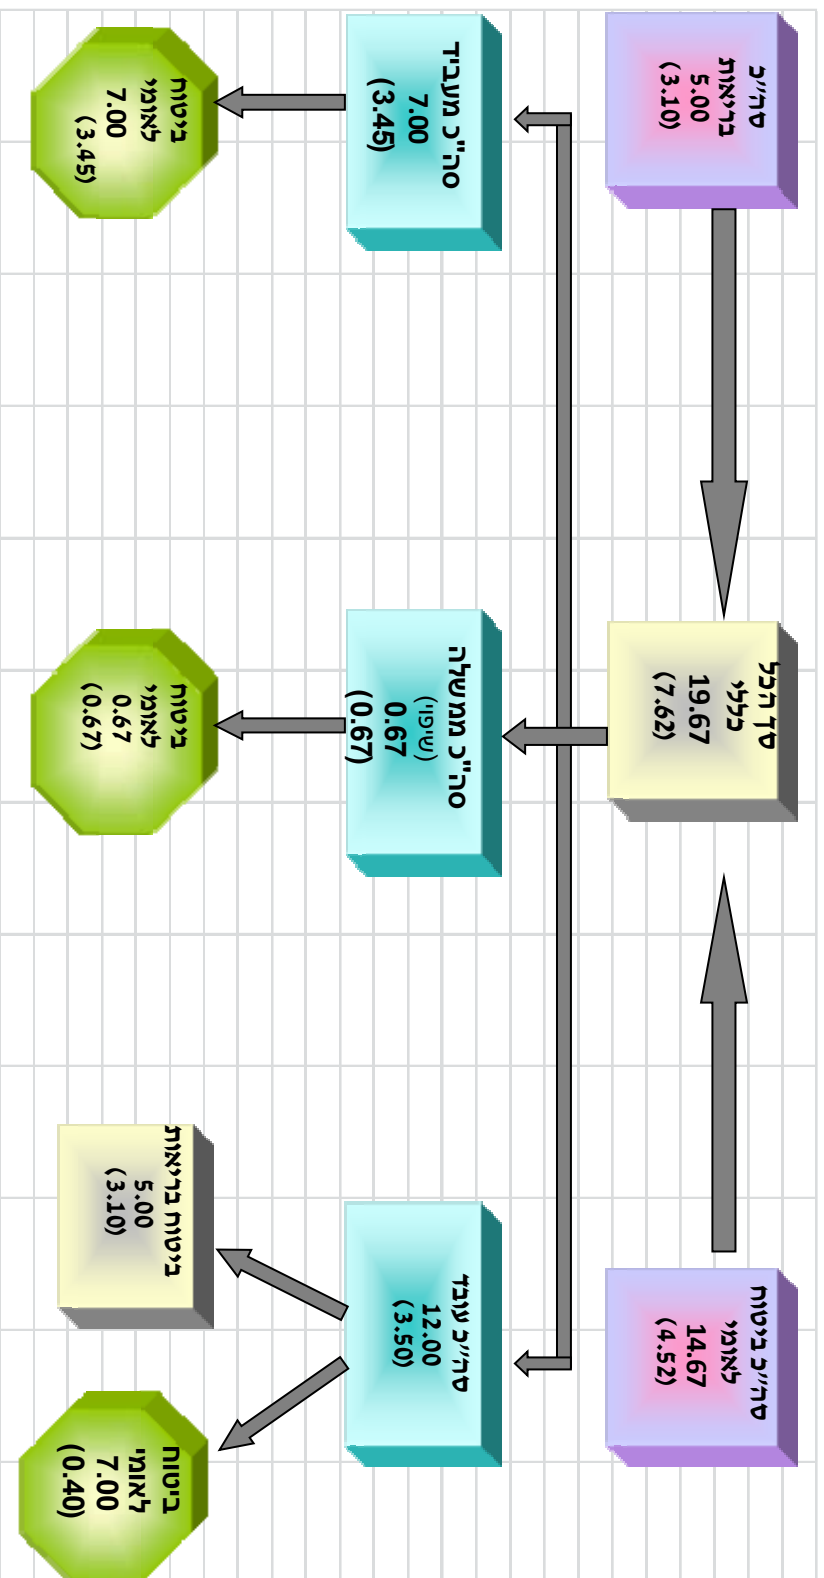 סה״כ ביטוח
לאומי
14.67
(4.52)
סך הכל
כללי
19.67
(7.62)
סה״כ
בריאות
5.00
(3.10)
סה״כ עובד
12.00
(3.50)
סה"כ ממשלה
(שיפוי)
0.67
(0.67)
סה"כ מעביד
7.00
(3.45)
ביטוח
לאומי
7.00
(0.40)
ביטוח בריאות
5.00
(3.10)
ביטוח
לאומי
0.67
(0.67)
ביטוח
לאומי
7.00
(3.45)